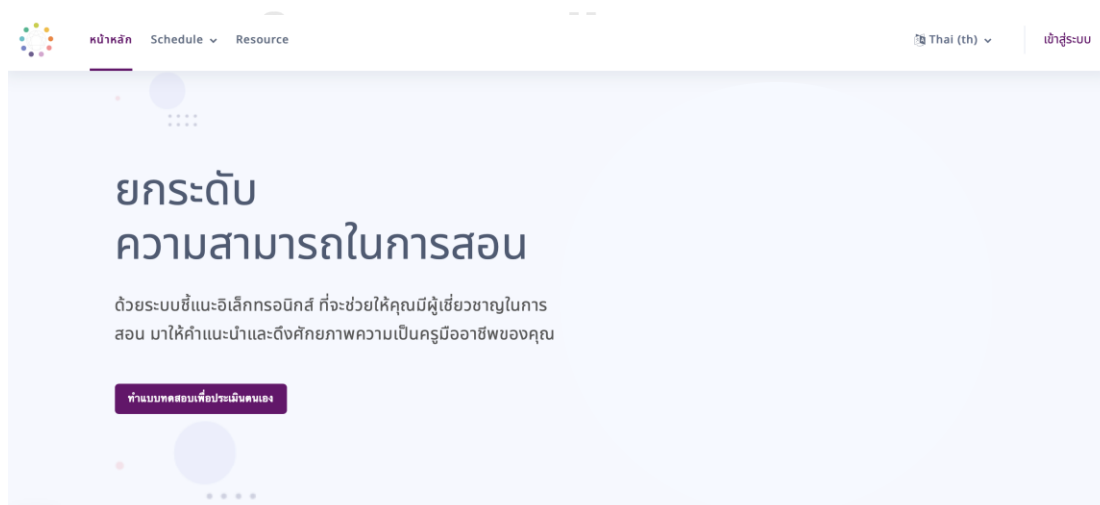 หน้าหลัก Schedule Resource Thai (th) เข้าสู่ระบบ
ยกระดับ
ความสามารถในการสอน
ด้วยระบบชี้แนะอิเล็กทรอนิกส์ ที่จะช่วยให้คุณมีผู้เชี่ยวชาญในการ
สอน มาให้คำแนะนำและดึงศักยภาพความเป็นครูมืออาชีพของคุณ
ทำแบบทดสอบเพื่อประเมินตนเอง